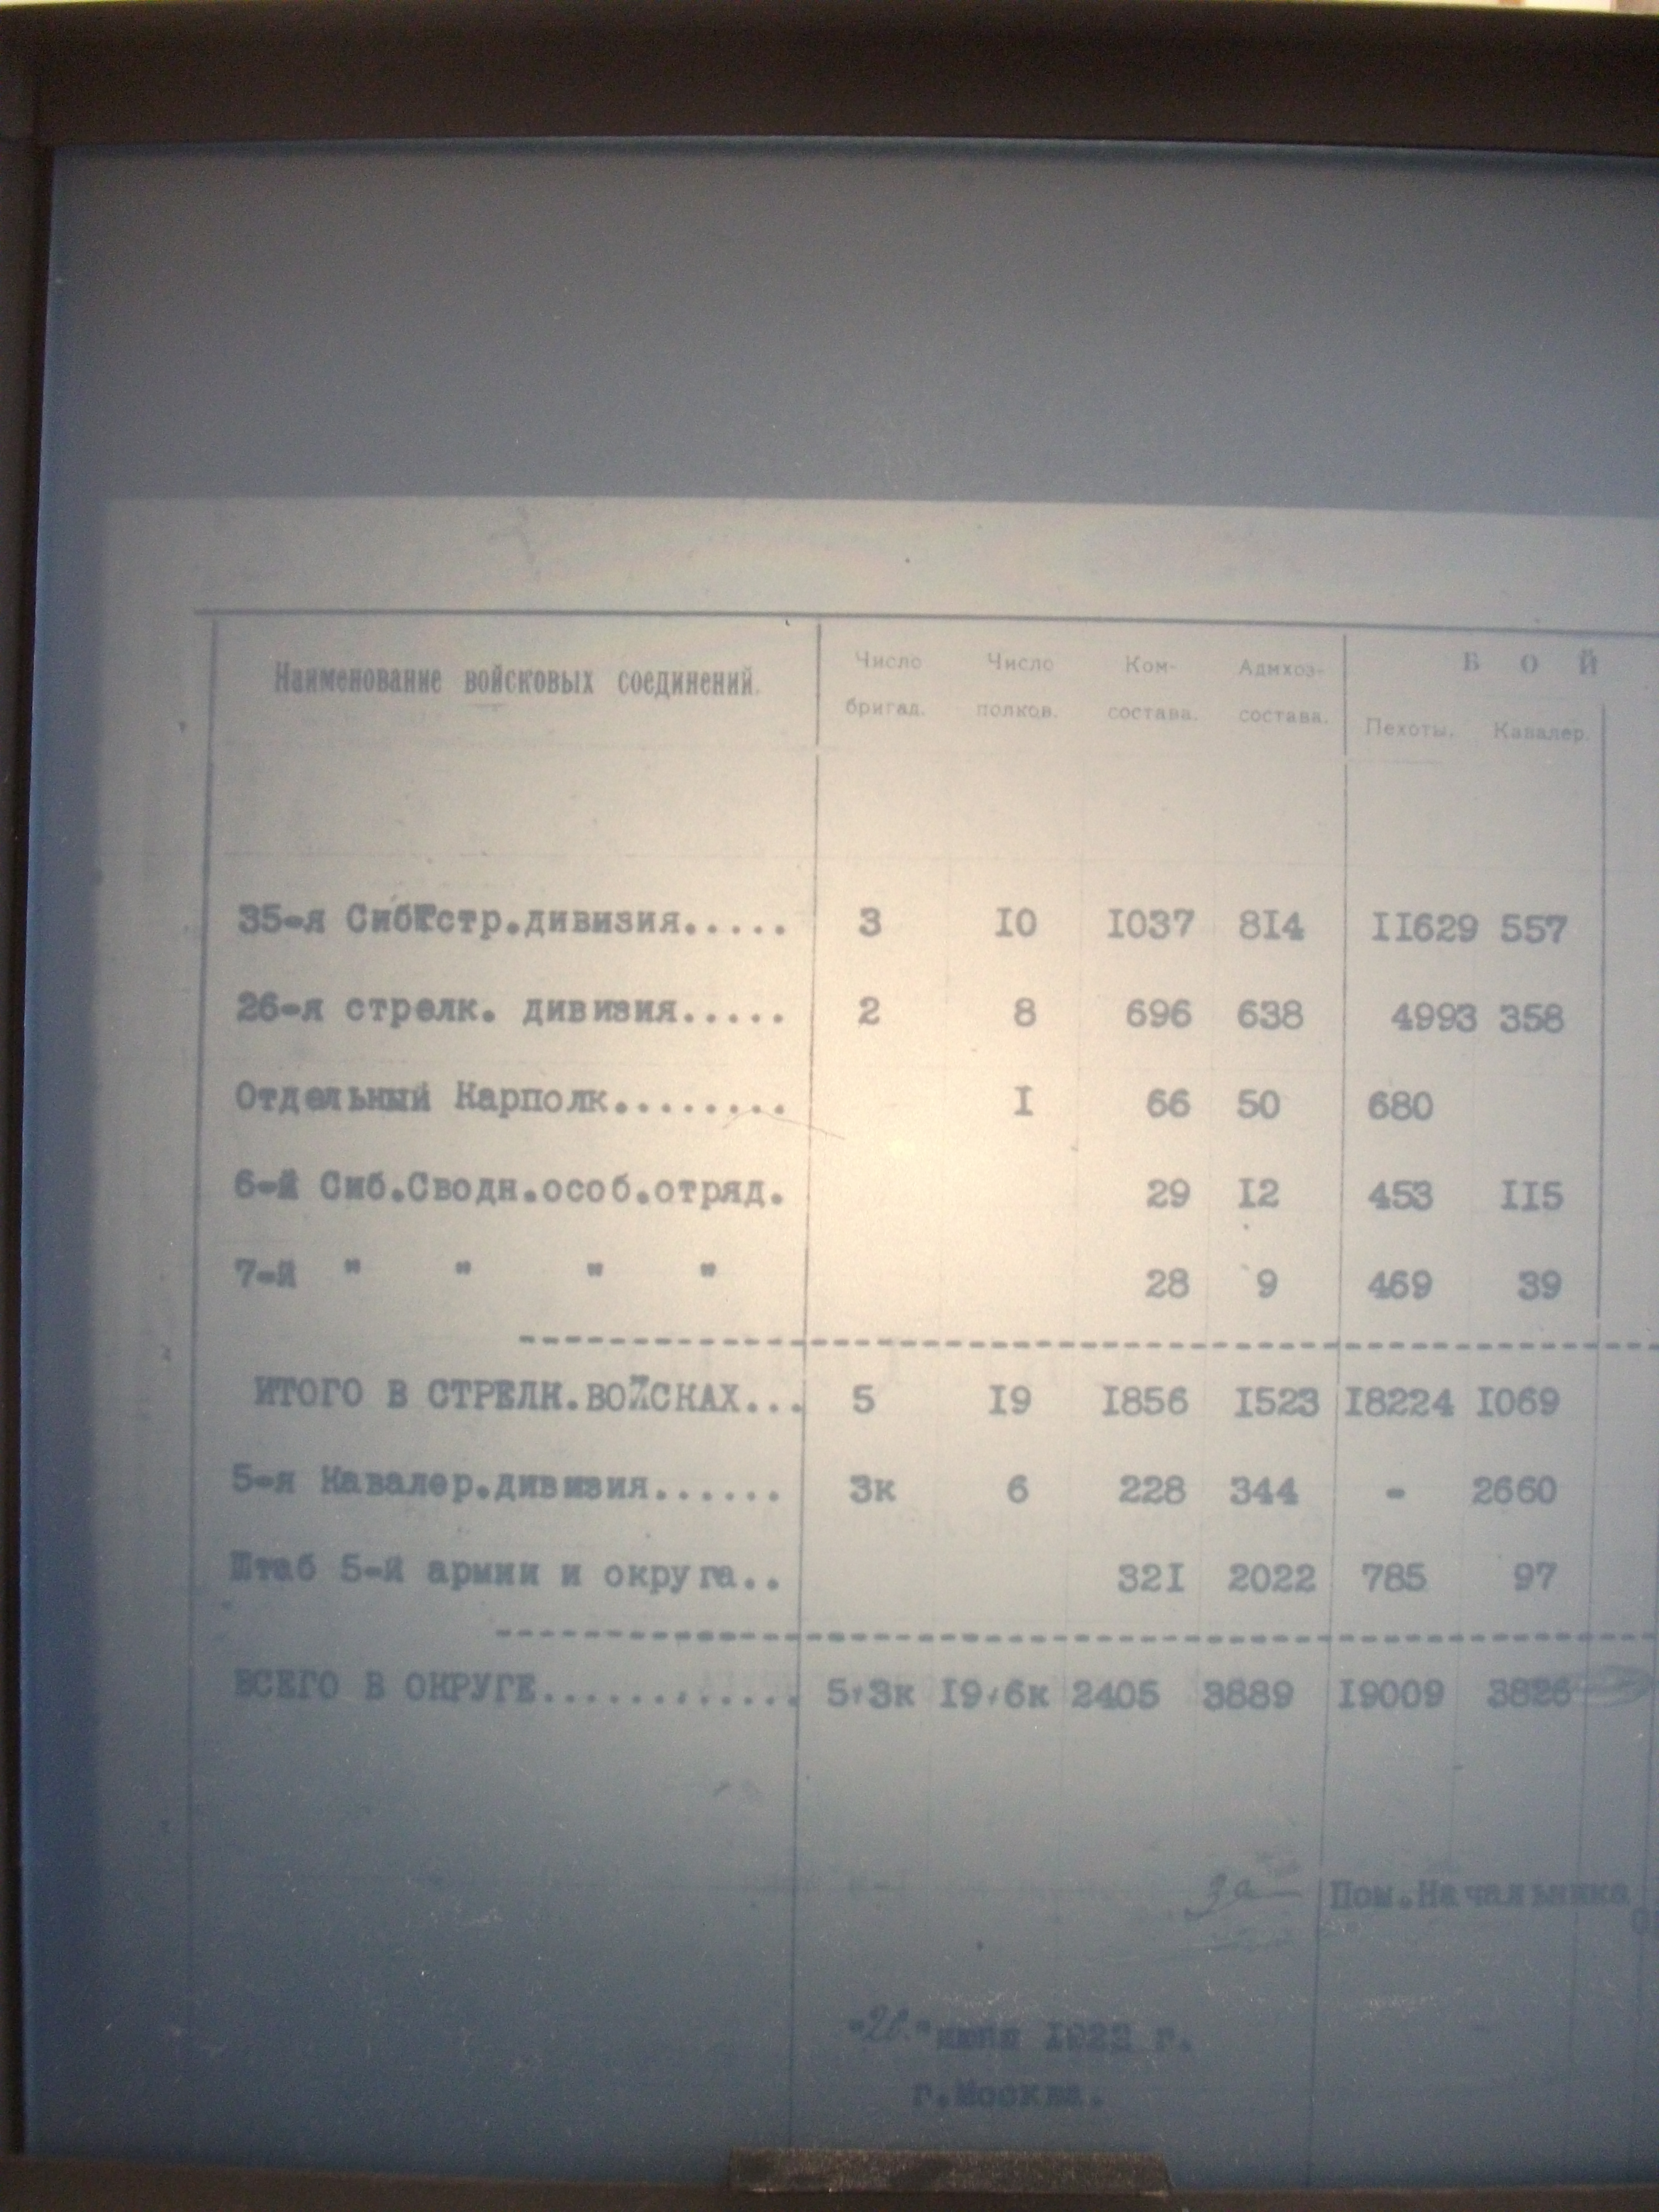 Наименование войсковых соединений. Число бригад. Число полков. Ком-состава. Адмхоз-состава. БОЙ Пехоты. Кавалер.
35-я Сиб.стр.дивизия..... 3 I0 I037 8I4 II629 557
26-я стрелк. дивизия..... 2 8 696 638 4993 358
Отдельный Карполк........ I 66 50 680
6-й Сиб.Сводн.особ.отряд. 29 I2 453 II5
7-й " " " " 28 9 469 39
ИТОГО В СТРЕЛК.ВОЙСКАХ... 5 I9 I856 I523 I8224 I069
5-я Кавалер.дивизия...... 3к 6 228 344 - 2660
Штаб 5-й армии и округа.. 32I 2022 785 97
ВСЕГО В ОКРУГЕ............ 5+3к I9+6к 2405 3889 I9009 3826
За Пом.Начальника
"20." I922 г.
г.Москва.